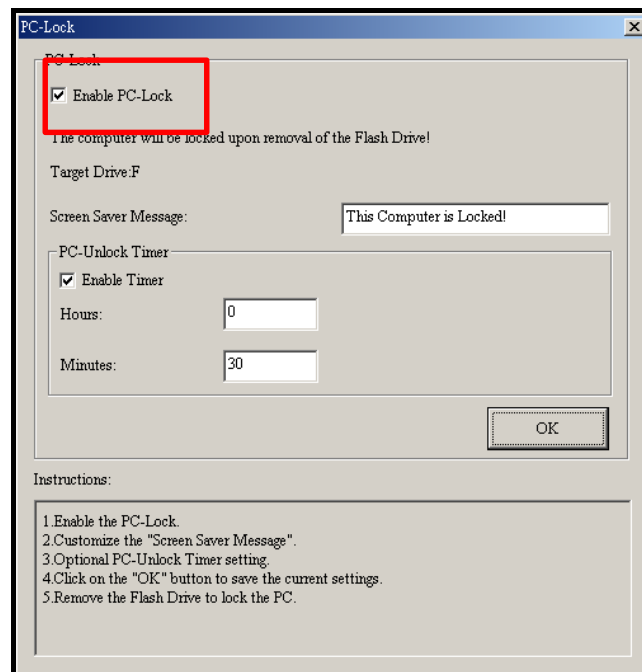 PC-Lock
PC-Lock
Enable PC-Lock
The computer will be locked upon removal of the Flash Drive!
Target Drive:F
Screen Saver Message:
This Computer is Locked!
PC-Unlock Timer
Enable Timer
Hours:
0
Minutes:
30
OK
Instructions:
1.Enable the PC-Lock.
2.Customize the "Screen Saver Message".
3.Optional PC-Unlock Timer setting.
4.Click on the "OK" button to save the current settings.
5.Remove the Flash Drive to lock the PC.